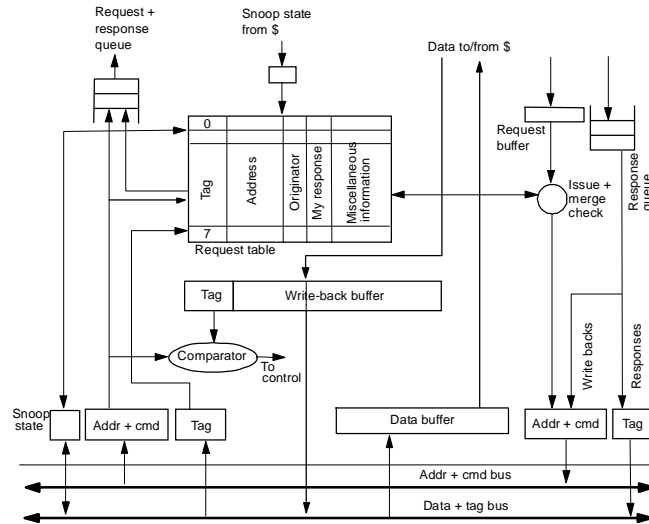 Request +
response
queue
Snoop state
from $
Data to/from $
Request
buffer
Response
queue
0
Tag
Address
Originator
My response
Miscellaneous
information
7
Request table
Issue +
merge
check
Tag
Write-back buffer
Comparator
To
control
Write backs
Responses
Snoop
state
Addr + cmd
Tag
Data buffer
Addr + cmd
Tag
Addr + cmd bus
Data + tag bus